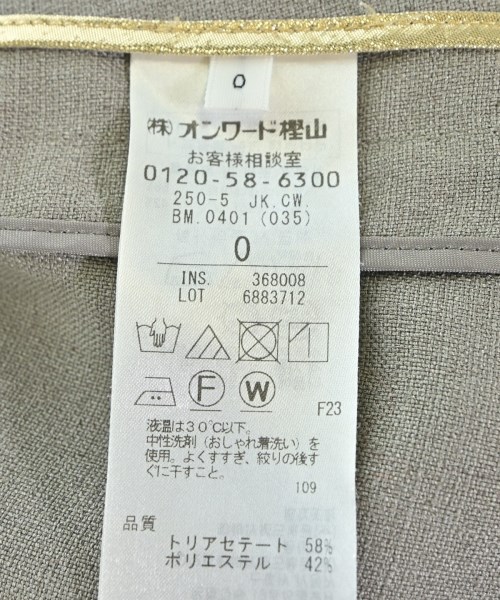 0
(株)オンワード樫山
お客様相談室
0120-58-6300
250-5 JK.CW.
BM.0401(035)
0
INS. 368008
LOT 6883712
F W
F23
液温は30℃以下。
中性洗剤(おしゃれ着洗い)を
使用。よくすすぎ、絞りの後す
ぐに干すこと。
109
品質
トリアセテート 58%
ポリエステル 42%